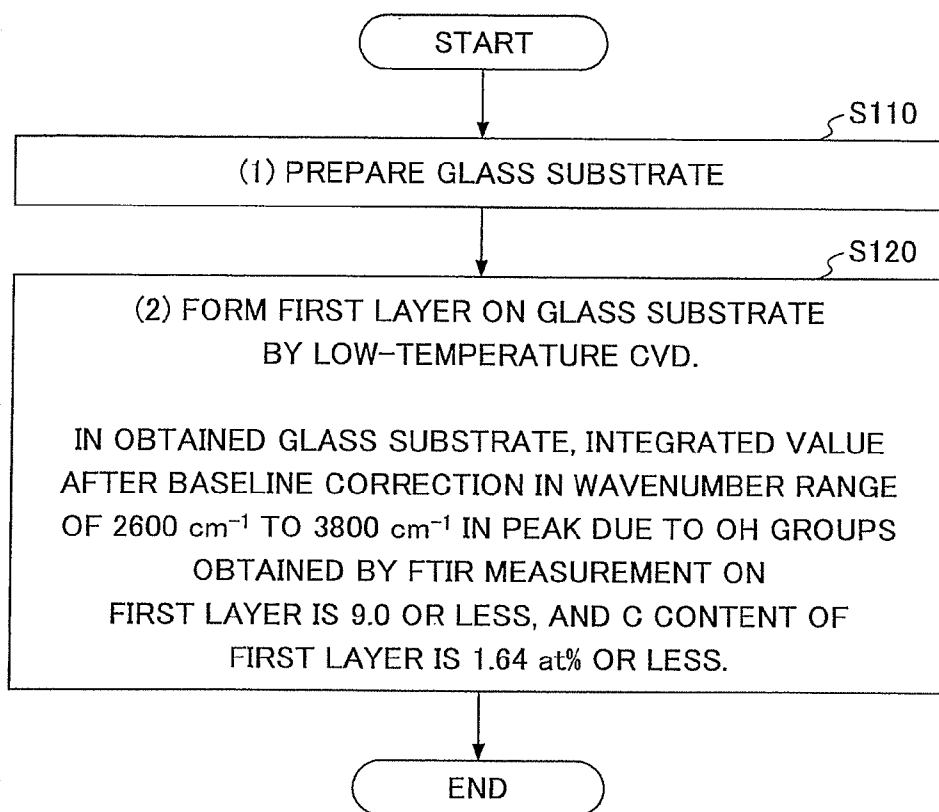 START
S110
(1) PREPARE GLASS SUBSTRATE
S120
(2) FORM FIRST LAYER ON GLASS SUBSTRATE
BY LOW-TEMPERATURE CVD.
IN OBTAINED GLASS SUBSTRATE, INTEGRATED VALUE
AFTER BASELINE CORRECTION IN WAVENUMBER RANGE
OF 2600 cm⁻¹ TO 3800 cm⁻¹ IN PEAK DUE TO OH GROUPS
OBTAINED BY FTIR MEASUREMENT ON
FIRST LAYER IS 9.0 OR LESS, AND C CONTENT OF
FIRST LAYER IS 1.64 at% OR LESS.
END